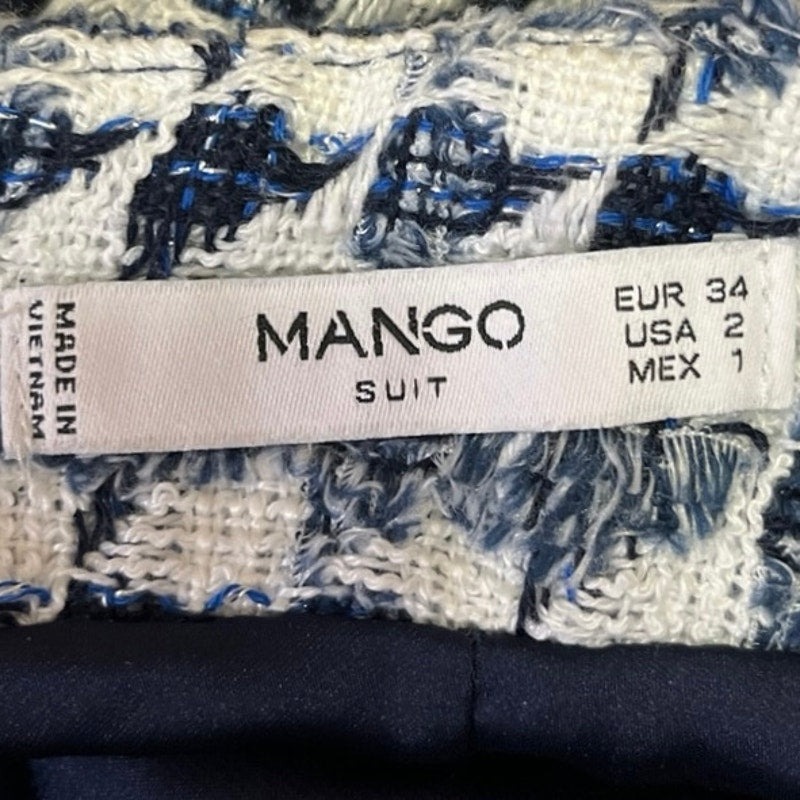 MADE IN
VIETNAM
MANGO
SUIT
EUR 34
USA 2
MEX 1